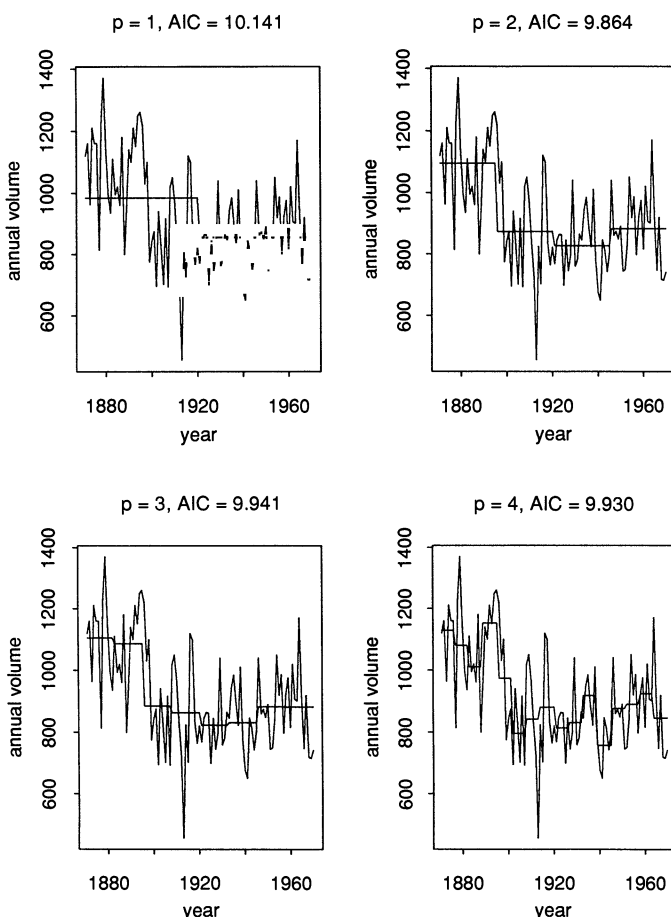 p = 1, AIC = 10.141
annual volume
1400
1200
1000
800
600
1880
1920
1960
year
p = 2, AIC = 9.864
annual volume
1400
1200
1000
800
600
1880
1920
1960
year
p = 3, AIC = 9.941
annual volume
1400
1200
1000
800
600
1880
1920
1960
year
p = 4, AIC = 9.930
annual volume
1400
1200
1000
800
600
1880
1920
1960
year